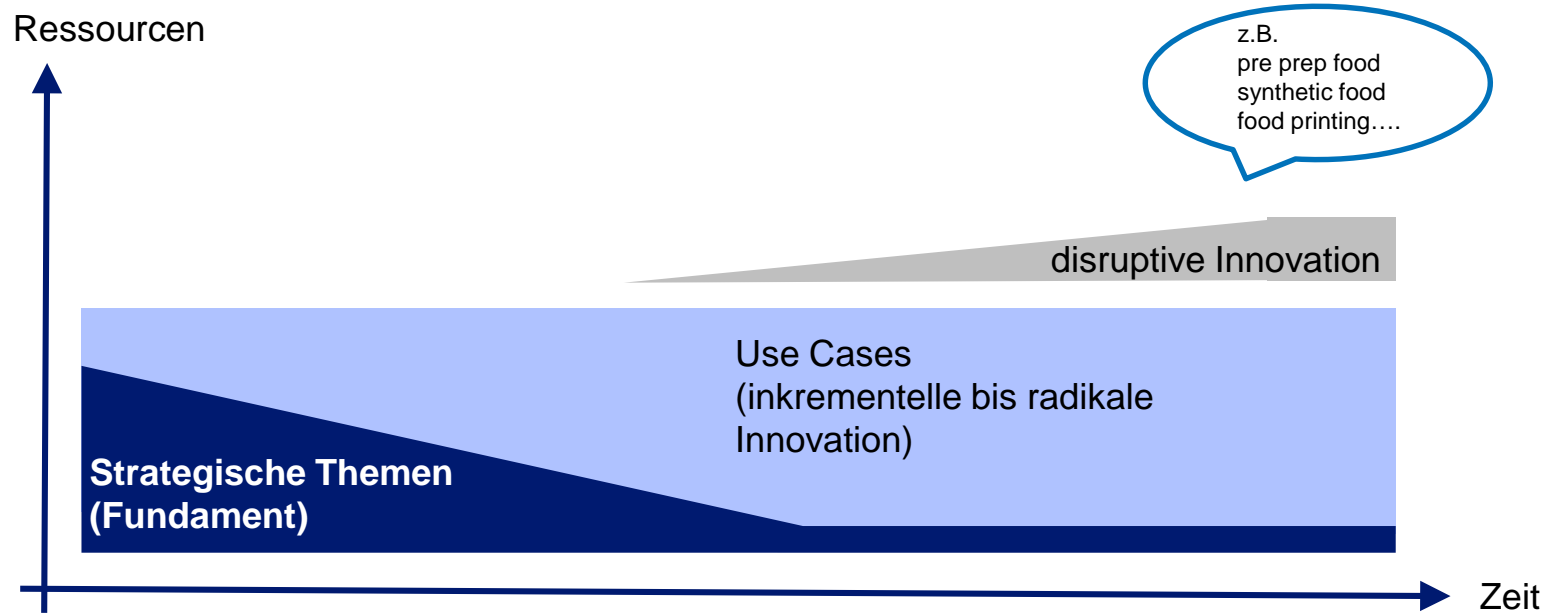 Ressourcen
z.B.
pre prep food
synthetic food
food printing….
disruptive Innovation
Use Cases
(inkrementelle bis radikale
Innovation)
Strategische Themen
(Fundament)
Zeit